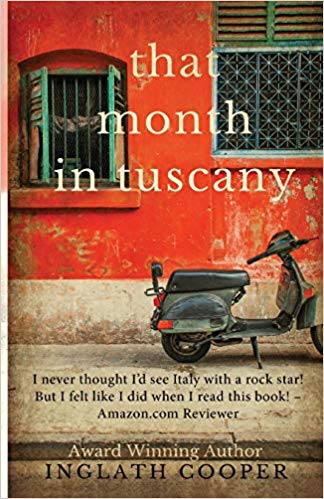 that
month
in tuscany
I never thought I'd see Italy with a rock star!
But I felt like I did when I read this book! –
Amazon.com Reviewer
Award Winning Author
INGLATH COOPER